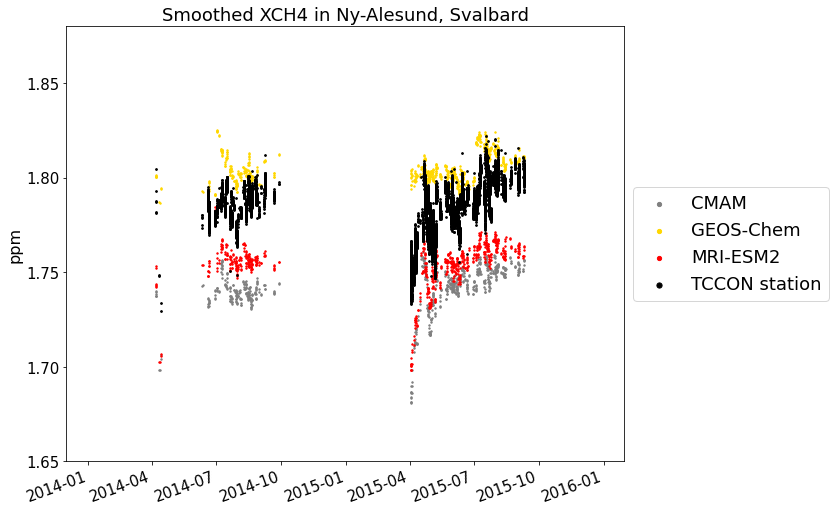 Smoothed XCH4 in Ny-Alesund, Svalbard
ppm
1.85
1.80
1.75
1.70
1.65
2014-01
2014-04
2014-07
2014-10
2015-01
2015-04
2015-07
2015-10
2016-01
CMAM
GEOS-Chem
MRI-ESM2
TCCON station